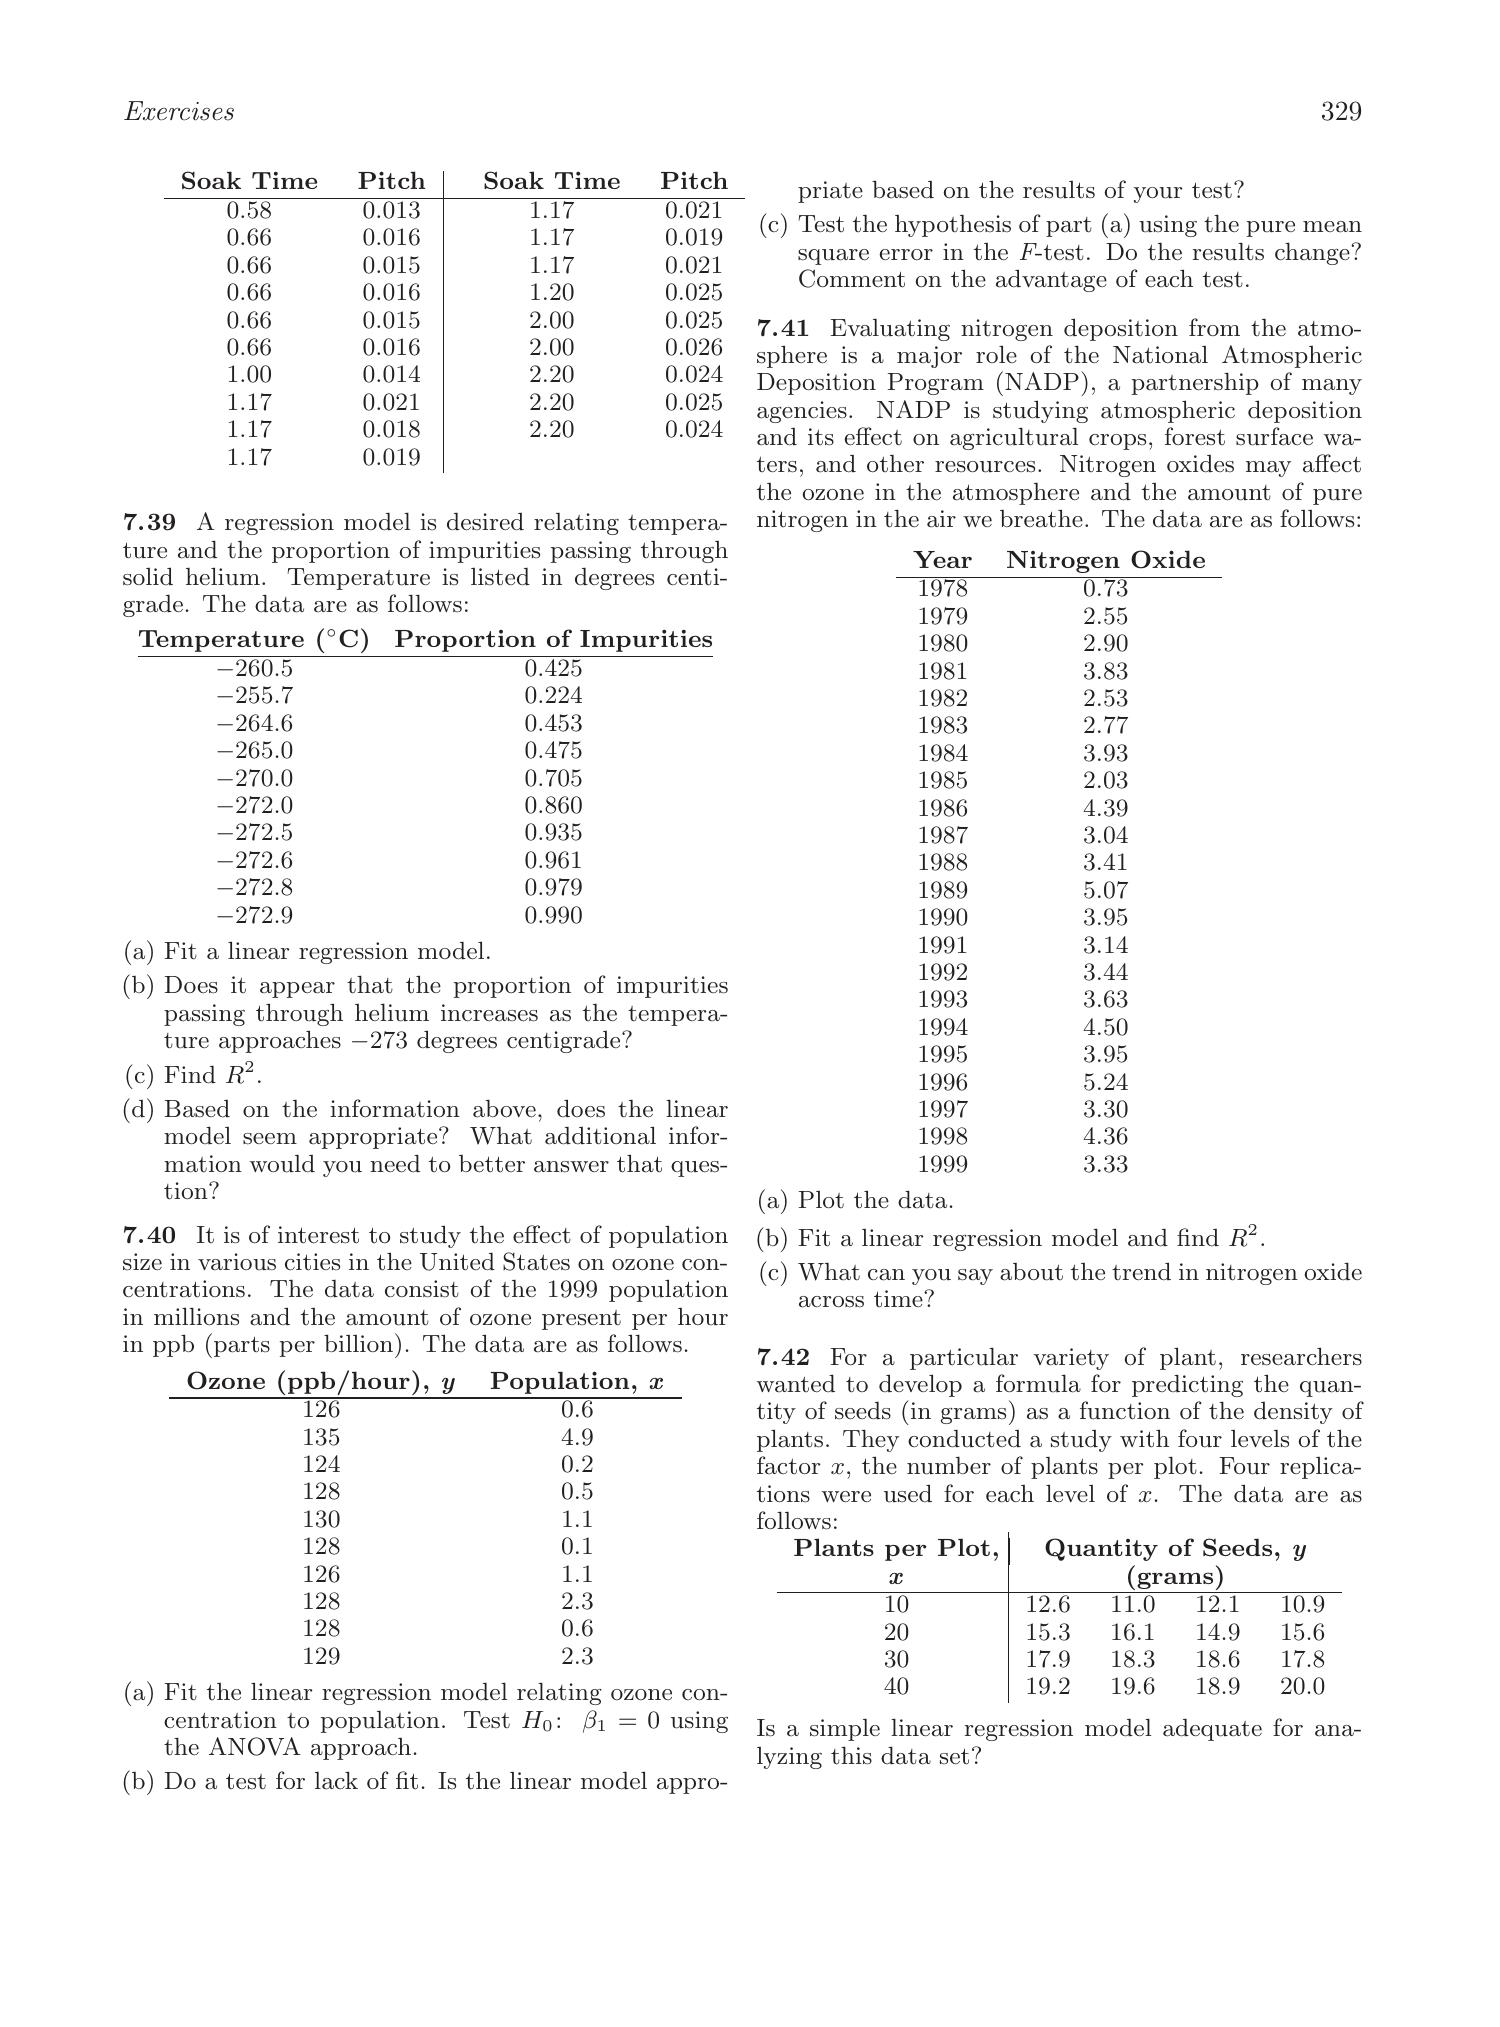 Exercises 329
Soak Time Pitch Soak Time Pitch
0.58 0.013 1.17 0.021
0.66 0.016 1.17 0.019
0.66 0.015 1.17 0.021
0.66 0.016 1.20 0.025
0.66 0.015 2.00 0.025
0.66 0.016 2.00 0.026
1.00 0.014 2.20 0.024
1.17 0.021 2.20 0.025
1.17 0.018 2.20 0.024
1.17 0.019
7.39 A regression model is desired relating tempera-
ture and the proportion of impurities passing through
solid helium. Temperature is listed in degrees centi-
grade. The data are as follows:
Temperature (°C) Proportion of Impurities
−260.5 0.425
−255.7 0.224
−264.6 0.453
−265.0 0.475
−270.0 0.705
−272.0 0.860
−272.5 0.935
−272.6 0.961
−272.8 0.979
−272.9 0.990
(a) Fit a linear regression model.
(b) Does it appear that the proportion of impurities
passing through helium increases as the tempera-
ture approaches −273 degrees centigrade?
(c) Find R².
(d) Based on the information above, does the linear
model seem appropriate? What additional infor-
mation would you need to better answer that ques-
tion?
7.40 It is of interest to study the effect of population
size in various cities in the United States on ozone con-
centrations. The data consist of the 1999 population
in millions and the amount of ozone present per hour
in ppb (parts per billion). The data are as follows.
Ozone (ppb/hour), y Population, x
126 0.6
135 4.9
124 0.2
128 0.5
130 1.1
128 0.1
126 1.1
128 2.3
128 0.6
129 2.3
(a) Fit the linear regression model relating ozone con-
centration to population. Test H₀: β₁ = 0 using
the ANOVA approach.
(b) Do a test for lack of fit. Is the linear model appro-
priate based on the results of your test?
(c) Test the hypothesis of part (a) using the pure mean
square error in the F-test. Do the results change?
Comment on the advantage of each test.
7.41 Evaluating nitrogen deposition from the atmo-
sphere is a major role of the National Atmospheric
Deposition Program (NADP), a partnership of many
agencies. NADP is studying atmospheric deposition
and its effect on agricultural crops, forest surface wa-
ters, and other resources. Nitrogen oxides may affect
the ozone in the atmosphere and the amount of pure
nitrogen in the air we breathe. The data are as follows:
Year Nitrogen Oxide
1978 0.73
1979 2.55
1980 2.90
1981 3.83
1982 2.53
1983 2.77
1984 3.93
1985 2.03
1986 4.39
1987 3.04
1988 3.41
1989 5.07
1990 3.95
1991 3.14
1992 3.44
1993 3.63
1994 4.50
1995 3.95
1996 5.24
1997 3.30
1998 4.36
1999 3.33
(a) Plot the data.
(b) Fit a linear regression model and find R².
(c) What can you say about the trend in nitrogen oxide
across time?
7.42 For a particular variety of plant, researchers
wanted to develop a formula for predicting the quan-
tity of seeds (in grams) as a function of the density of
plants. They conducted a study with four levels of the
factor x, the number of plants per plot. Four replica-
tions were used for each level of x. The data are as
follows:
Plants per Plot, Quantity of Seeds, y
x (grams)
10 12.6 11.0 12.1 10.9
20 15.3 16.1 14.9 15.6
30 17.9 18.3 18.6 17.8
40 19.2 19.6 18.9 20.0
Is a simple linear regression model adequate for ana-
lyzing this data set?